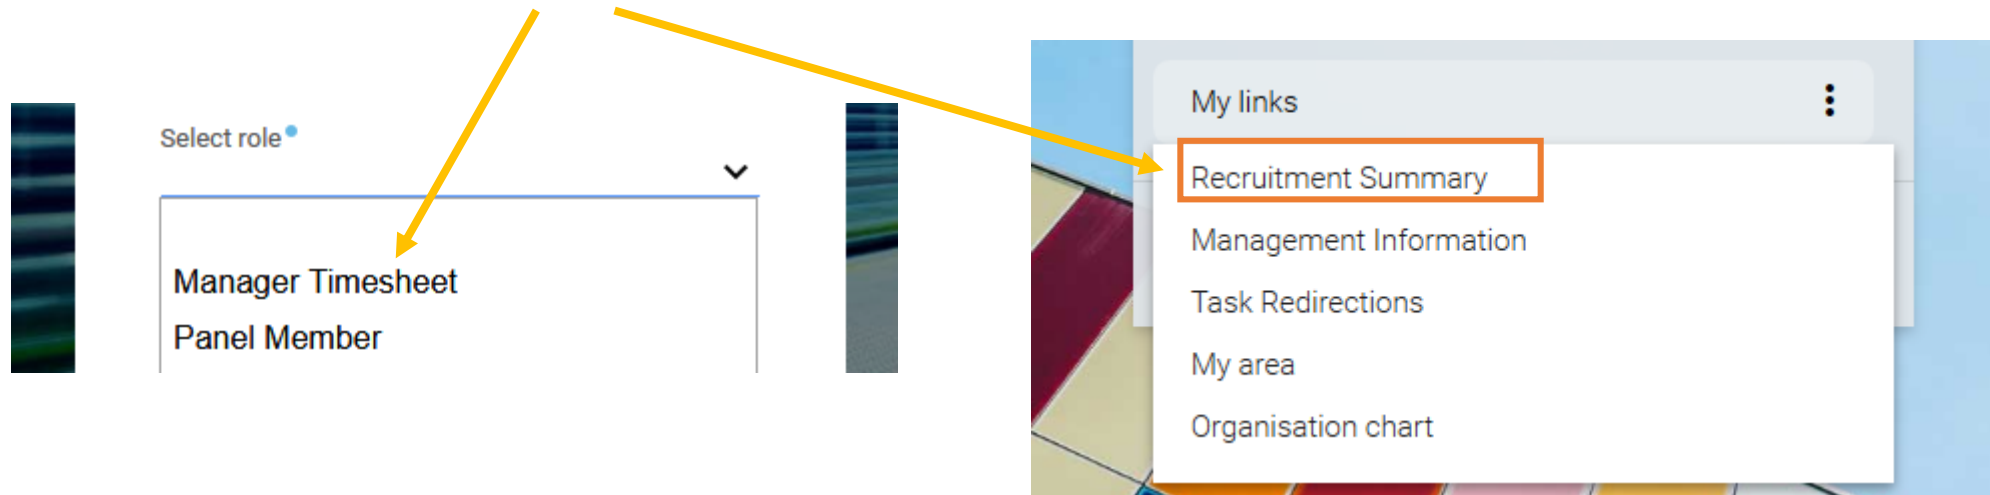 Select role
Manager Timesheet
Panel Member
My links
Recruitment Summary
Management Information
Task Redirections
My area
Organisation chart